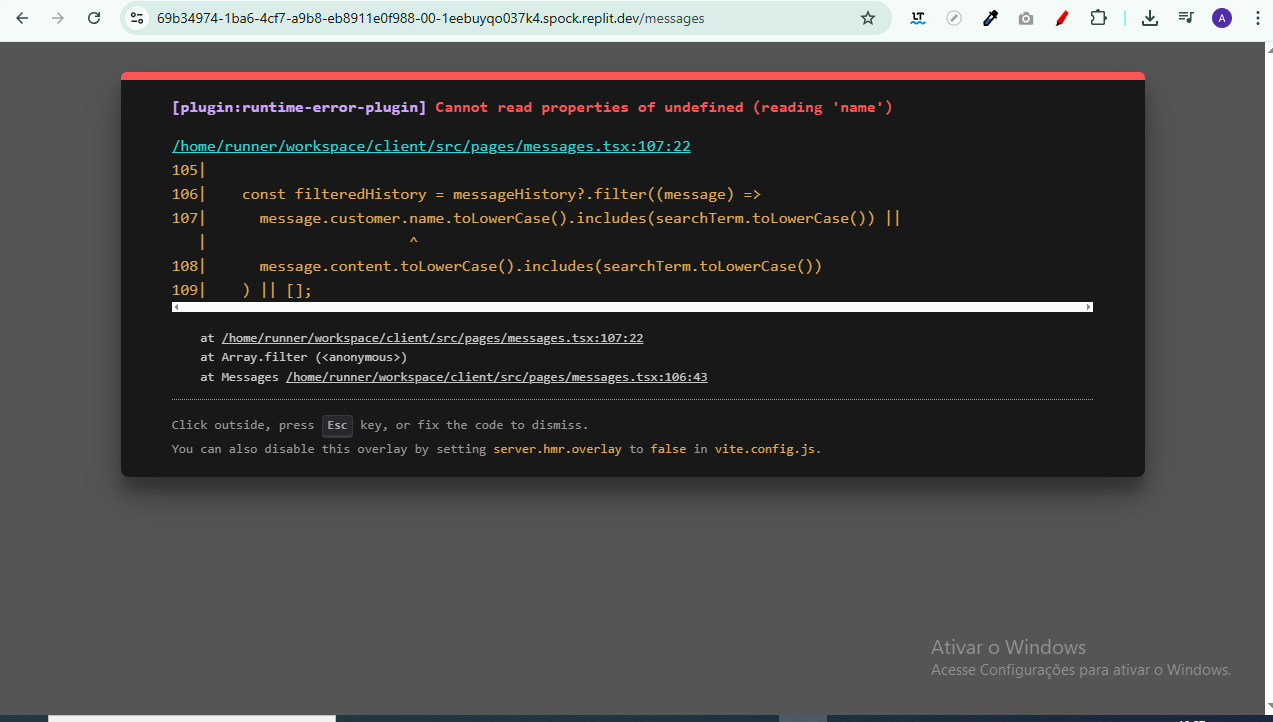 69b34974-1ba6-4cf7-a9b8-eb8911e0f988-00-1eebuyqo037k4.spock.replit.dev/messages
LT
A
[plugin:runtime-error-plugin] Cannot read properties of undefined (reading 'name')
/home/runner/workspace/client/src/pages/messages.tsx:107:22
105|
106|    const filteredHistory = messageHistory?.filter((message) =>
107|      message.customer.name.toLowerCase().includes(searchTerm.toLowerCase()) ||
   |                       ^
108|      message.content.toLowerCase().includes(searchTerm.toLowerCase())
109|    ) || [];
at /home/runner/workspace/client/src/pages/messages.tsx:107:22
at Array.filter (<anonymous>)
at Messages /home/runner/workspace/client/src/pages/messages.tsx:106:43
Click outside, press Esc key, or fix the code to dismiss.
You can also disable this overlay by setting server.hmr.overlay to false in vite.config.js.
Ativar o Windows
Acesse Configurações para ativar o Windows.